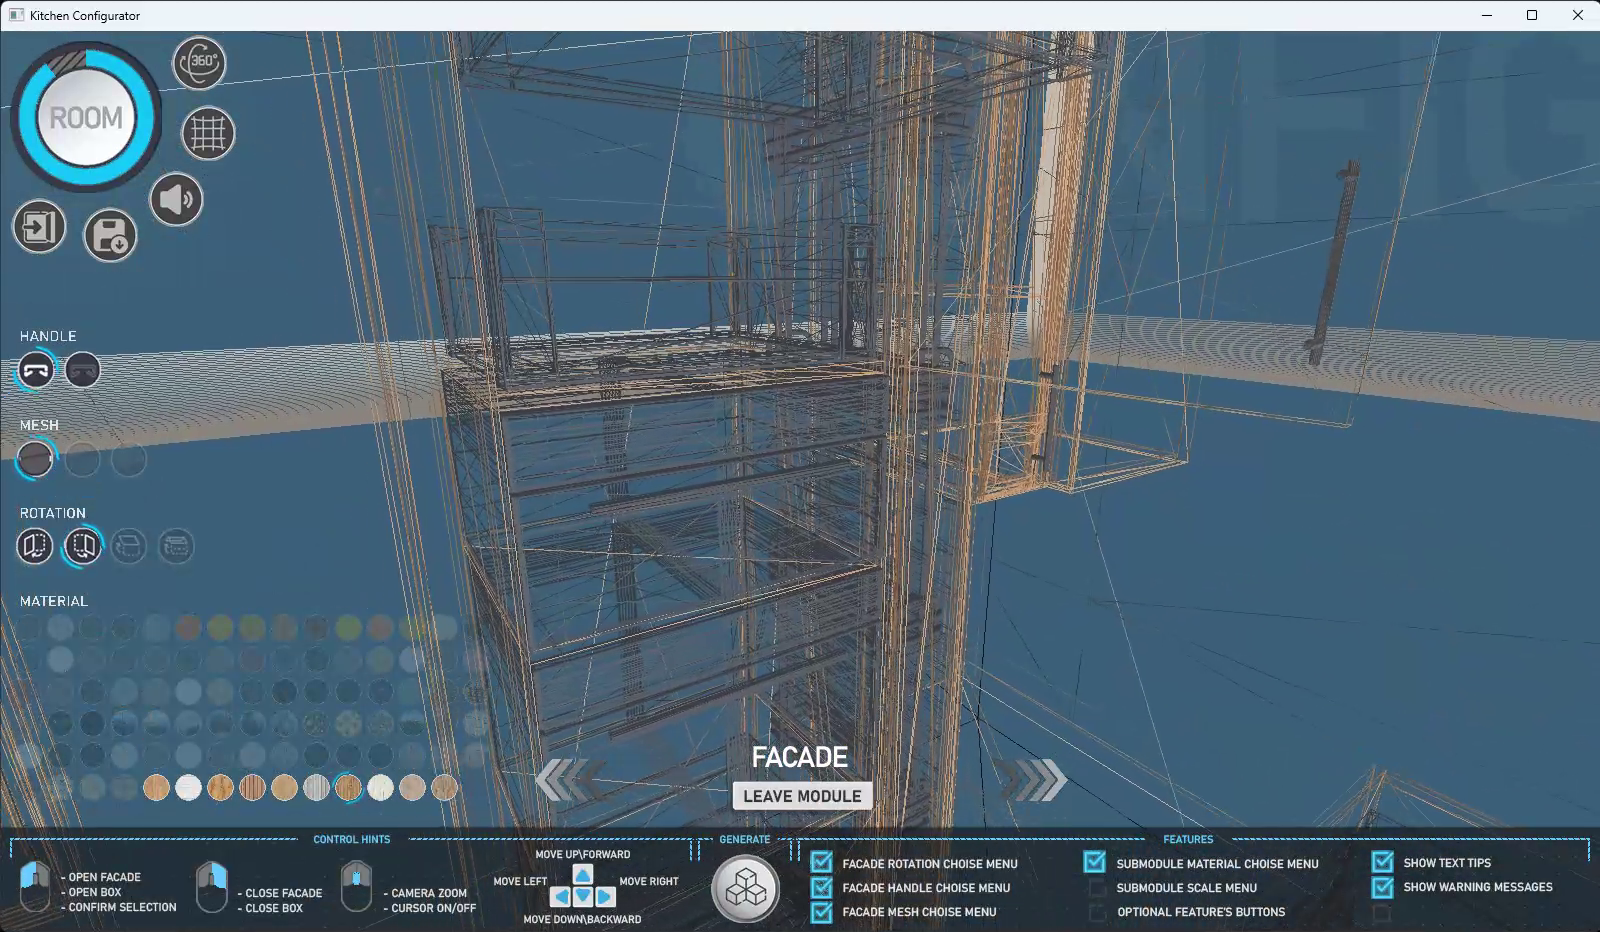 Kitchen Configurator
ROOM
360°
HANDLE
MESH
ROTATION
MATERIAL
FACADE
LEAVE MODULE
CONTROL HINTS
- OPEN FACADE
- OPEN BOX
- CONFIRM SELECTION
- CLOSE FACADE
- CLOSE BOX
- CAMERA ZOOM
- CURSOR ON/OFF
MOVE UP\FORWARD
MOVE LEFT
MOVE RIGHT
MOVE DOWN\BACKWARD
GENERATE
FEATURES
FACADE ROTATION CHOISE MENU
FACADE HANDLE CHOISE MENU
FACADE MESH CHOISE MENU
SUBMODULE MATERIAL CHOISE MENU
SUBMODULE SCALE MENU
OPTIONAL FEATURE'S BUTTONS
SHOW TEXT TIPS
SHOW WARNING MESSAGES